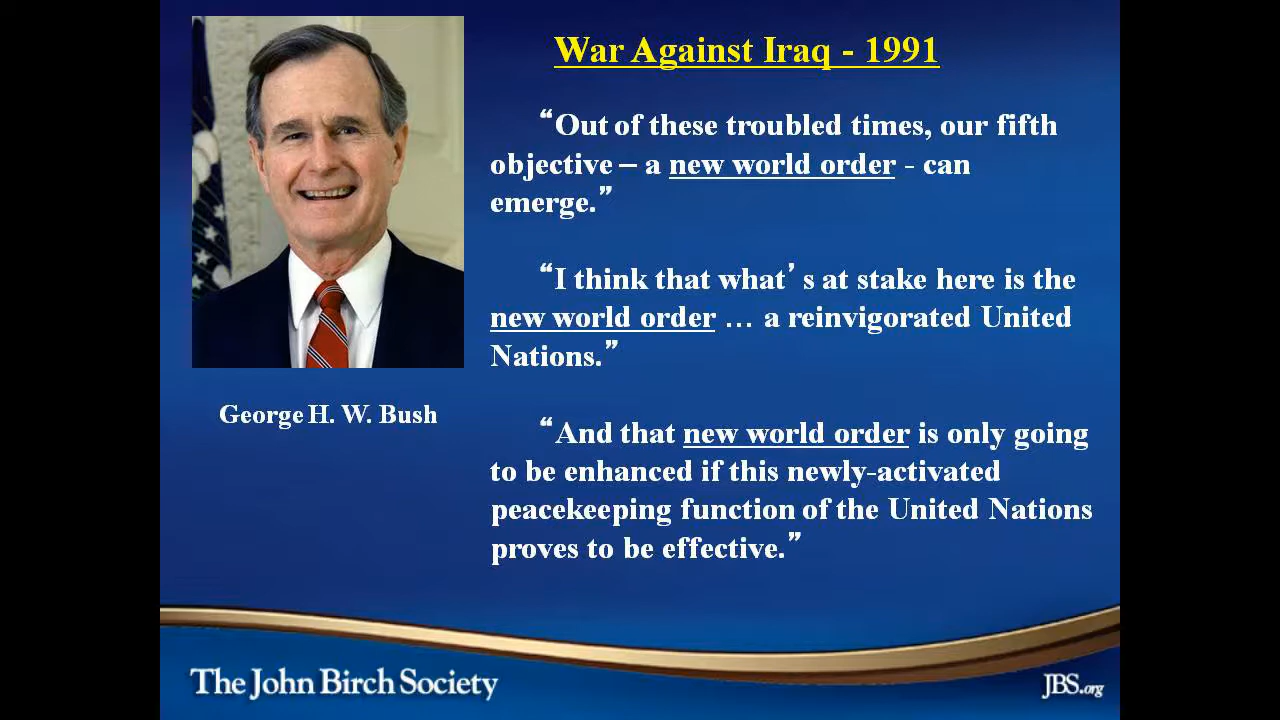 War Against Iraq - 1991
“Out of these troubled times, our fifth
objective – a new world order - can
emerge.”
“I think that what’ s at stake here is the
new world order … a reinvigorated United
Nations.”
George H. W. Bush
“And that new world order is only going
to be enhanced if this newly-activated
peacekeeping function of the United Nations
proves to be effective.”
The John Birch Society
JBS.org